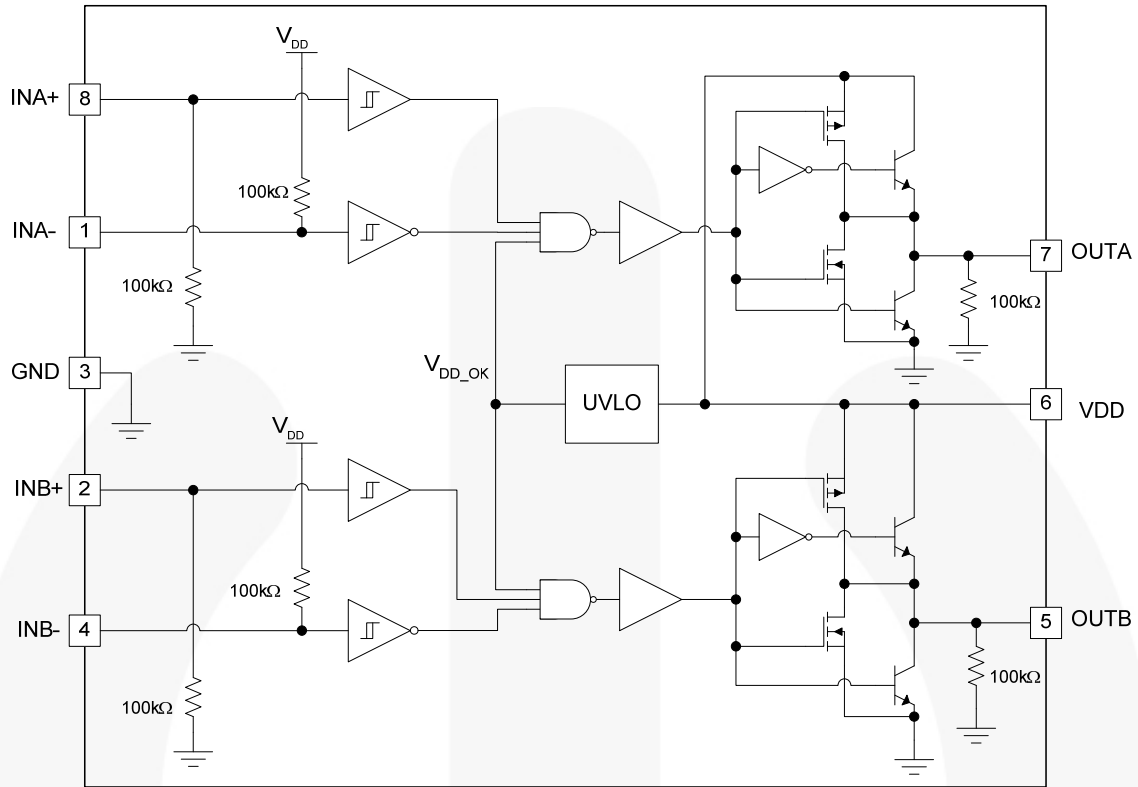 VDD
INA+
8
100kΩ
INA-
1
100kΩ
7
OUTA
100kΩ
GND
3
VDD_OK
UVLO
6
VDD
VDD
INB+
2
100kΩ
INB-
4
5
OUTB
100kΩ
100kΩ